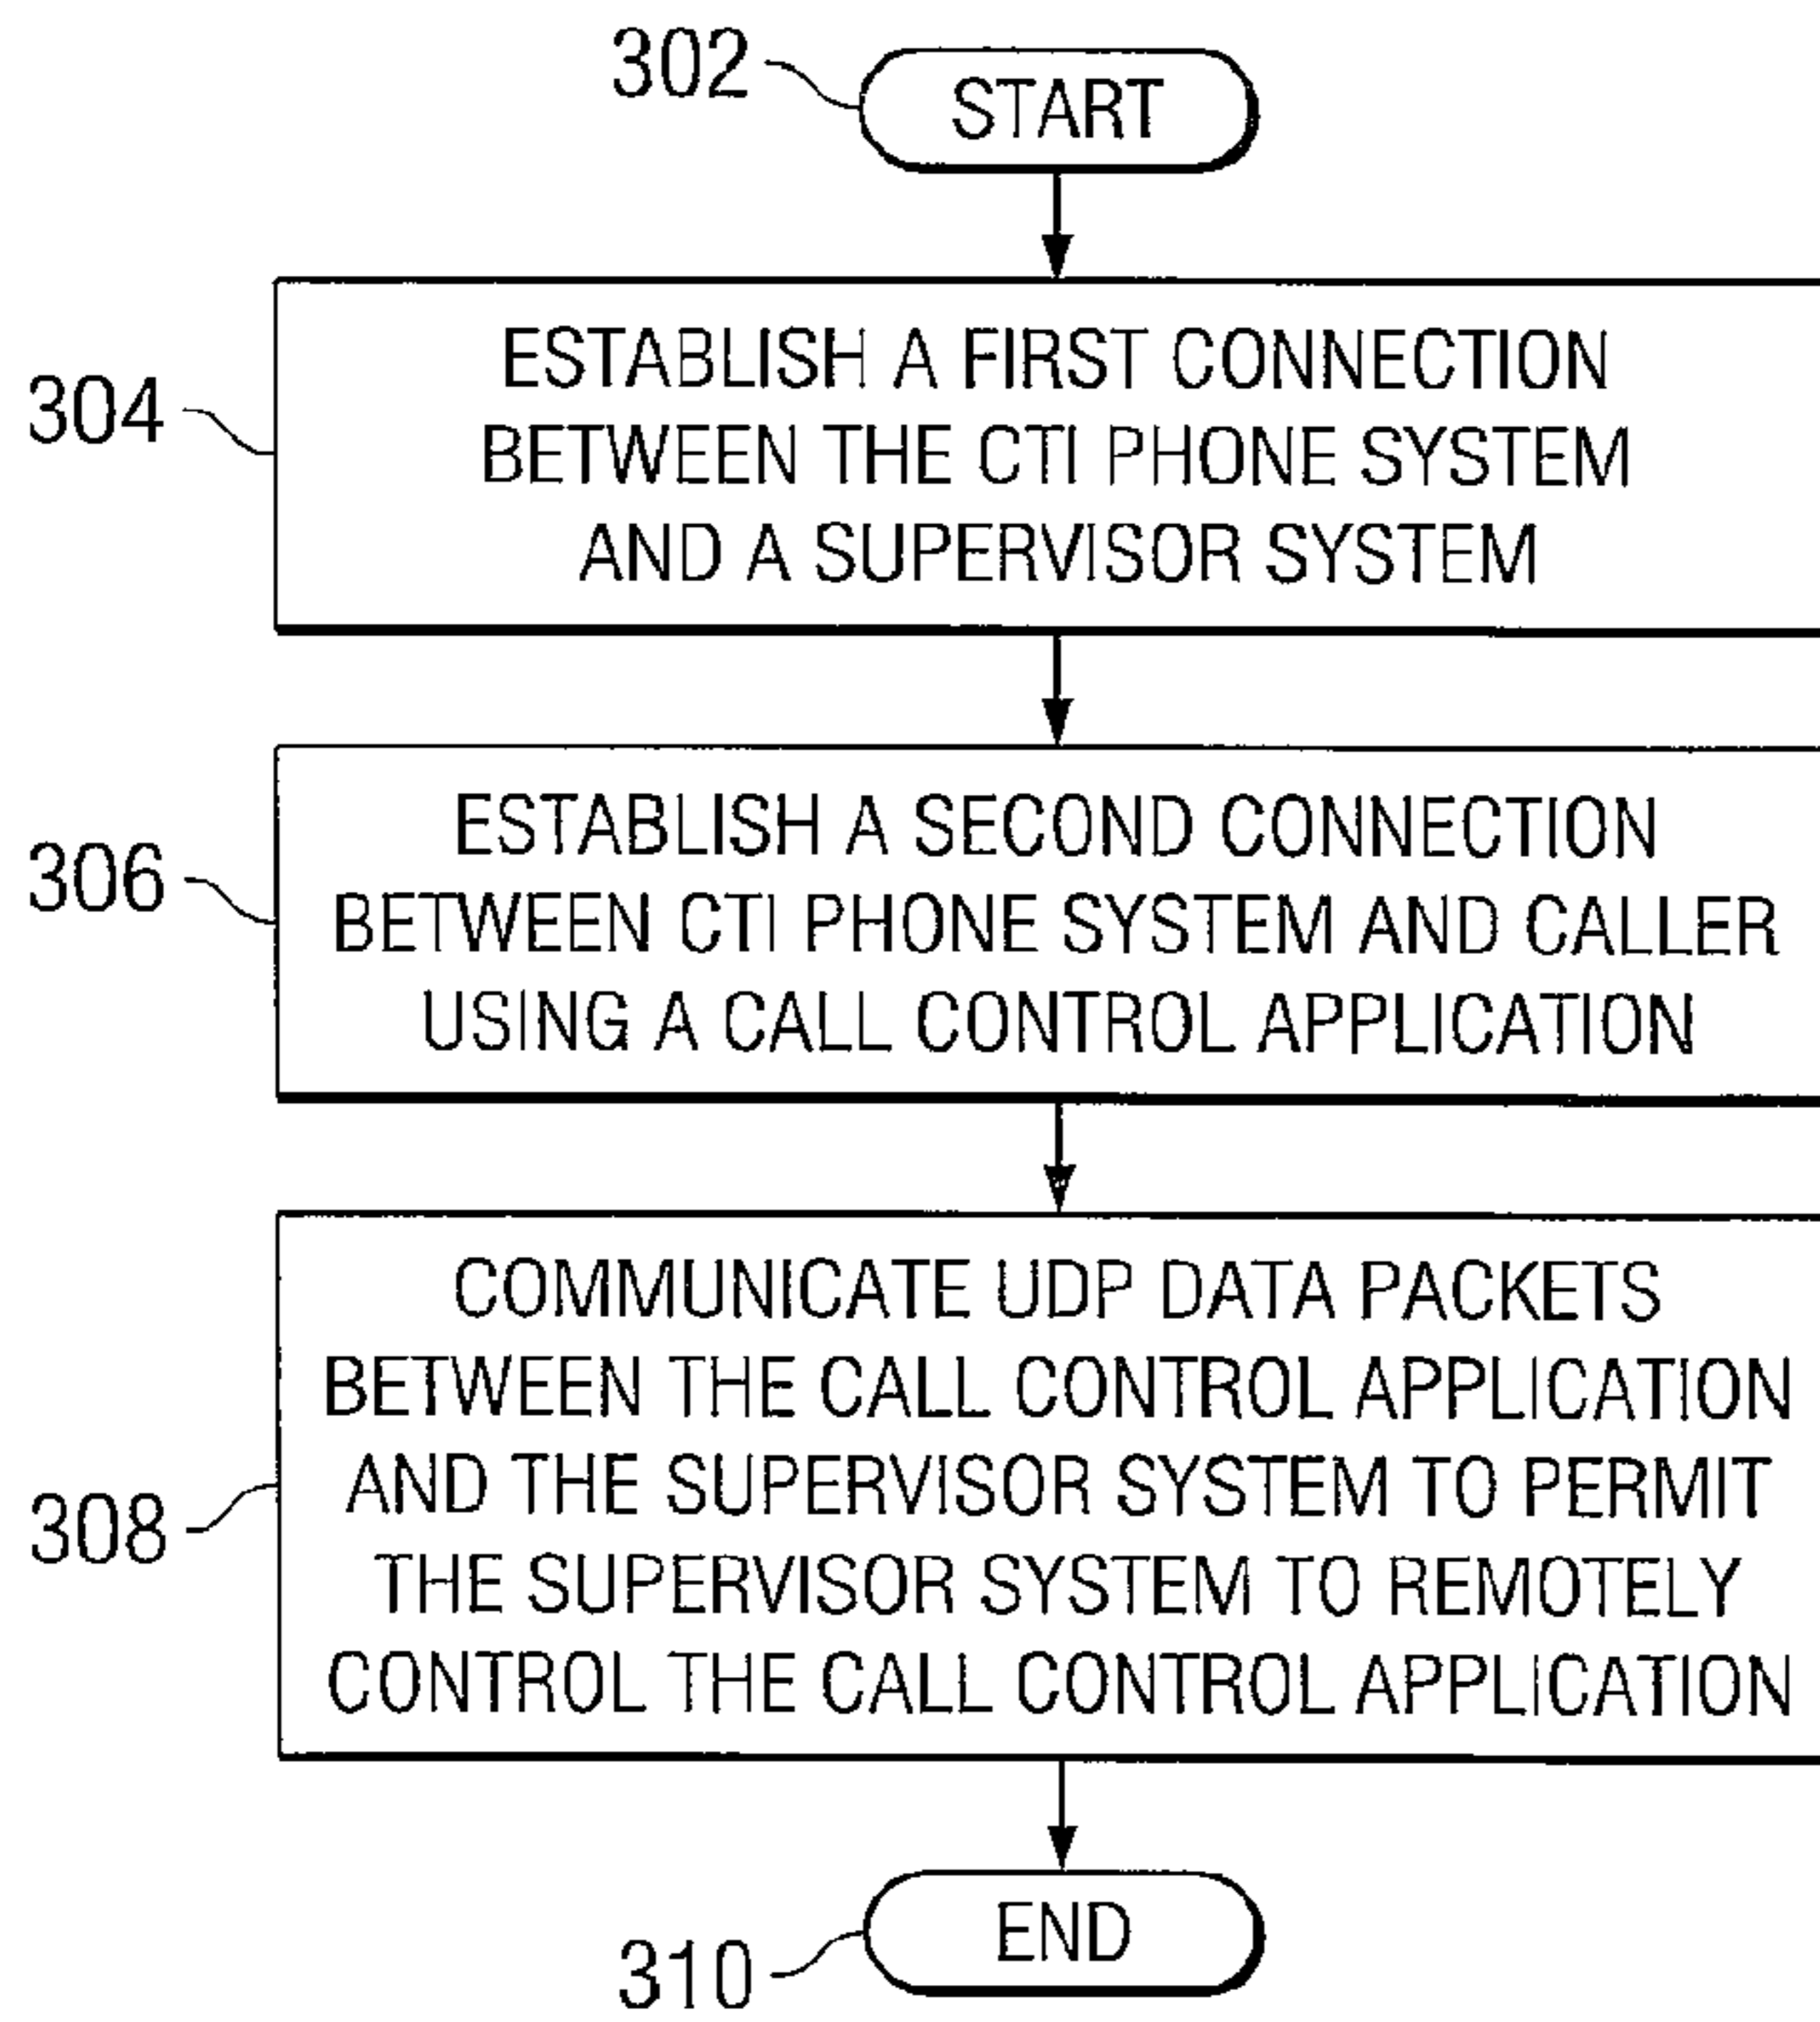 302
START
304
ESTABLISH A FIRST CONNECTION
BETWEEN THE CTI PHONE SYSTEM
AND A SUPERVISOR SYSTEM
306
ESTABLISH A SECOND CONNECTION
BETWEEN CTI PHONE SYSTEM AND CALLER
USING A CALL CONTROL APPLICATION
308
COMMUNICATE UDP DATA PACKETS
BETWEEN THE CALL CONTROL APPLICATION
AND THE SUPERVISOR SYSTEM TO PERMIT
THE SUPERVISOR SYSTEM TO REMOTELY
CONTROL THE CALL CONTROL APPLICATION
310
END